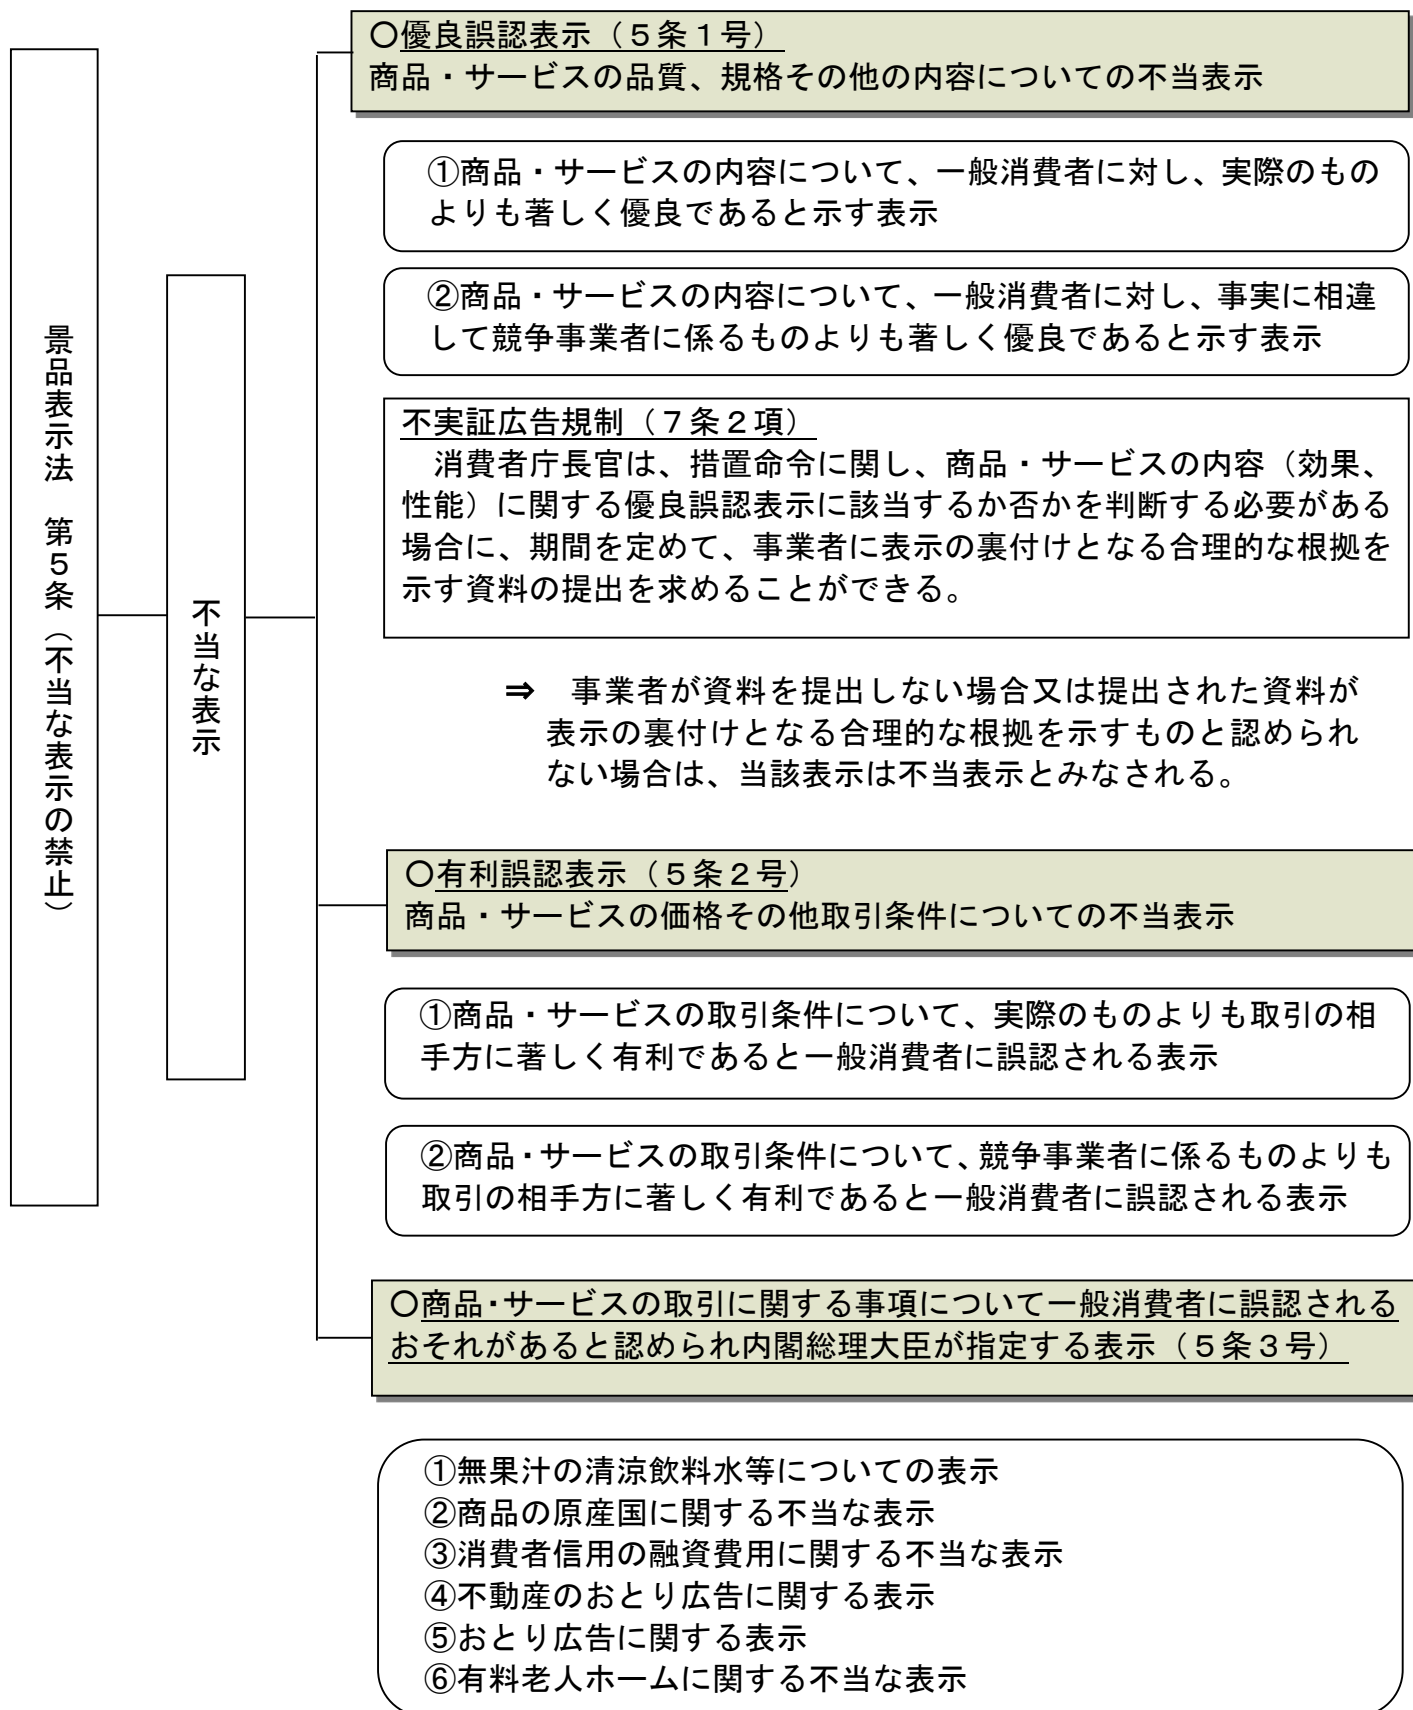 景品表示法　第５条（不当な表示の禁止）
不当な表示
○優良誤認表示（５条１号）
商品・サービスの品質、規格その他の内容についての不当表示
①商品・サービスの内容について、一般消費者に対し、実際のもの
よりも著しく優良であると示す表示
②商品・サービスの内容について、一般消費者に対し、事実に相違
して競争事業者に係るものよりも著しく優良であると示す表示
不実証広告規制（７条２項）
　消費者庁長官は、措置命令に関し、商品・サービスの内容（効果、
性能）に関する優良誤認表示に該当するか否かを判断する必要がある
場合に、期間を定めて、事業者に表示の裏付けとなる合理的な根拠を
示す資料の提出を求めることができる。
⇒　事業者が資料を提出しない場合又は提出された資料が
表示の裏付けとなる合理的な根拠を示すものと認められ
ない場合は、当該表示は不当表示とみなされる。
○有利誤認表示（５条２号）
商品・サービスの価格その他取引条件についての不当表示
①商品・サービスの取引条件について、実際のものよりも取引の相
手方に著しく有利であると一般消費者に誤認される表示
②商品・サービスの取引条件について、競争事業者に係るものよりも
取引の相手方に著しく有利であると一般消費者に誤認される表示
○商品・サービスの取引に関する事項について一般消費者に誤認される
おそれがあると認められ内閣総理大臣が指定する表示（５条３号）
①無果汁の清涼飲料水等についての表示
②商品の原産国に関する不当な表示
③消費者信用の融資費用に関する不当な表示
④不動産のおとり広告に関する表示
⑤おとり広告に関する表示
⑥有料老人ホームに関する不当な表示